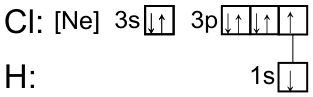 Cl: [Ne] 3s ↓↑ 3p ↓↑ ↓↑ ↑
H: 1s ↓